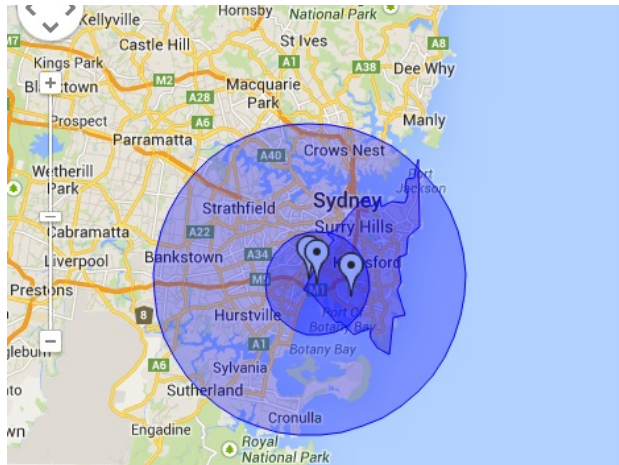 Hornsby
National Park
Kellyville
Castle Hill
St Ives
A8
M7
A1
A38
Dee Why
Kings Park
M2
Macquarie
Park
A28
Prospect
A6
Manly
Parramatta
A40
Crows Nest
Wetherill
Park
Port
Jackson
Strathfield
Sydney
A22
Surry Hills
Cabramatta
A34
Bankstown
Liverpool
M5
Prestons
M1
8
Hurstville
Port Of
Botany Bay
A1
Botany Bay
A6
Sylvania
Sutherland
Cronulla
Engadine
Royal
National Park